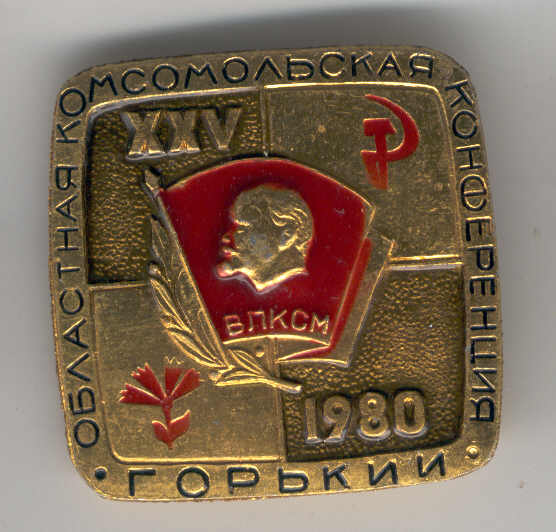 ОБЛАСТНАЯ КОМСОМОЛЬСКАЯ КОНФЕРЕНЦИЯ
XXV
ВЛКСМ
1980
ГОРЬКИЙ